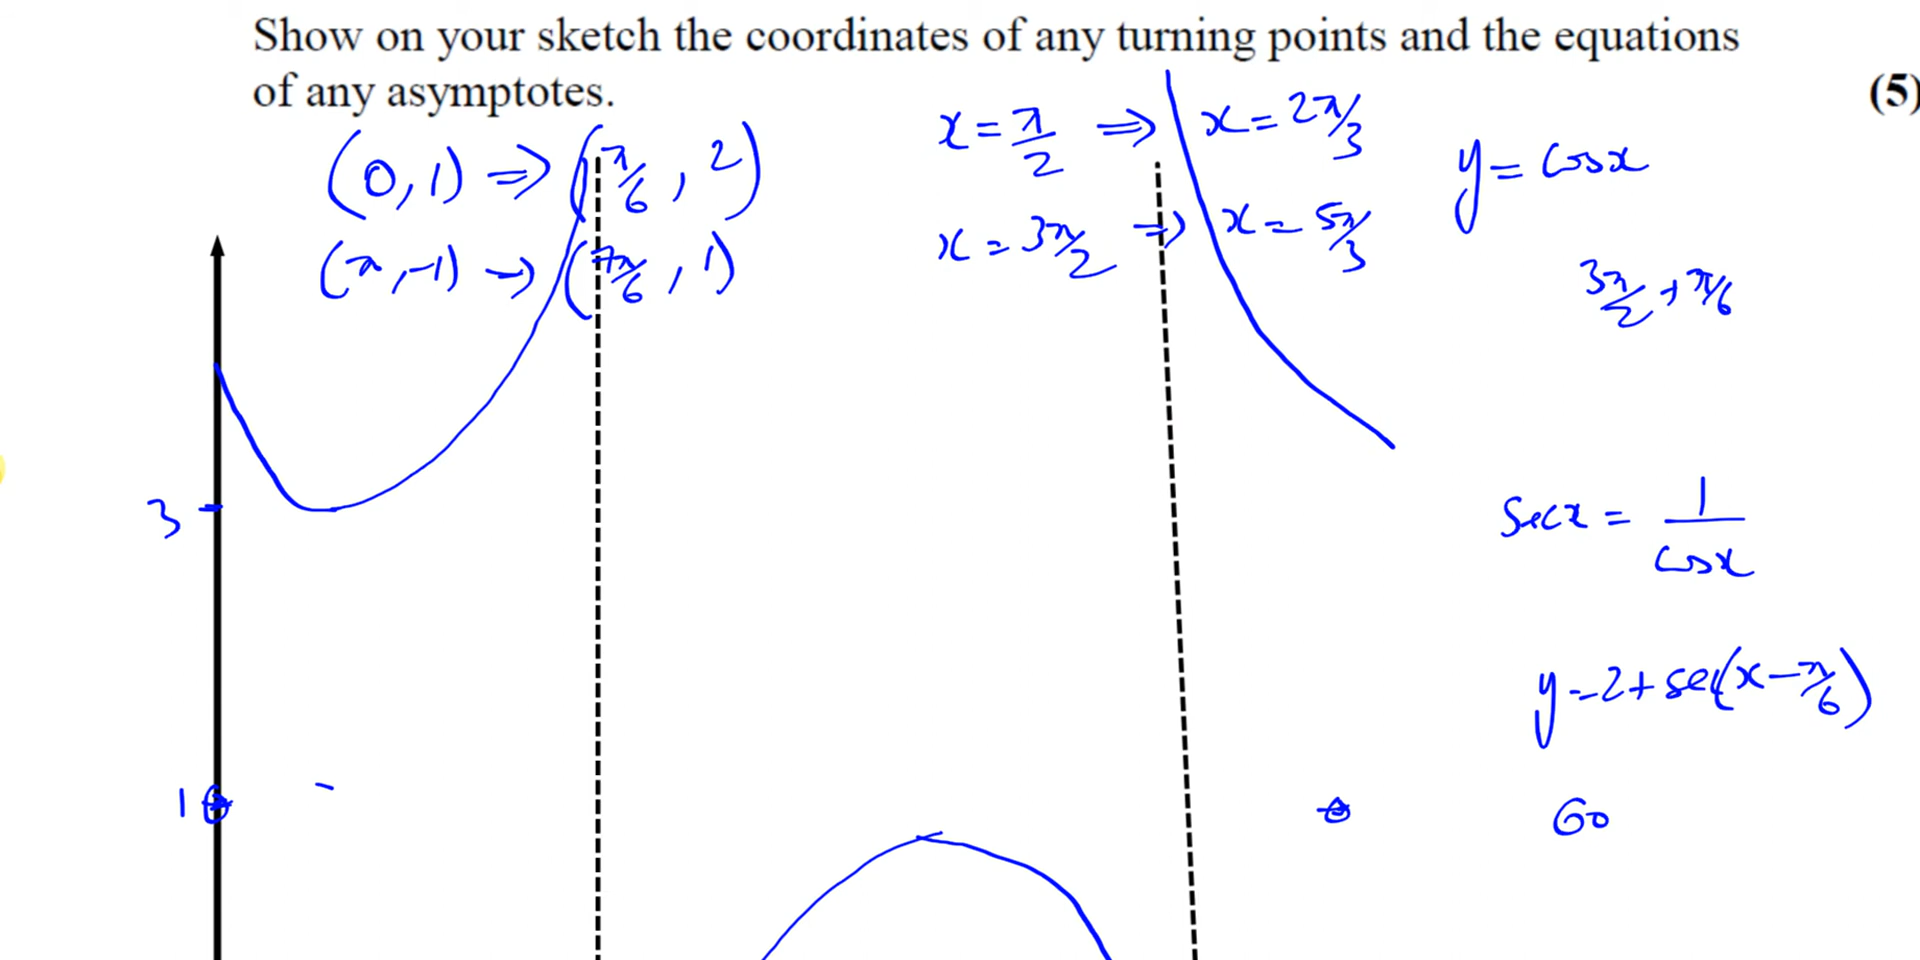 Show on your sketch the coordinates of any turning points and the equations
of any asymptotes.
(5)
(0,1) ⇒ (π/6, 2)
(π,-1) → (7π/6, 1)
x = π/2 ⇒ x = 2π/3
x = 3π/2 ⇒ x = 5π/3
y = cosx
3π/2 + π/6
3
sec x = 1/cosx
y = 2 + sec(x - π/6)
1
60